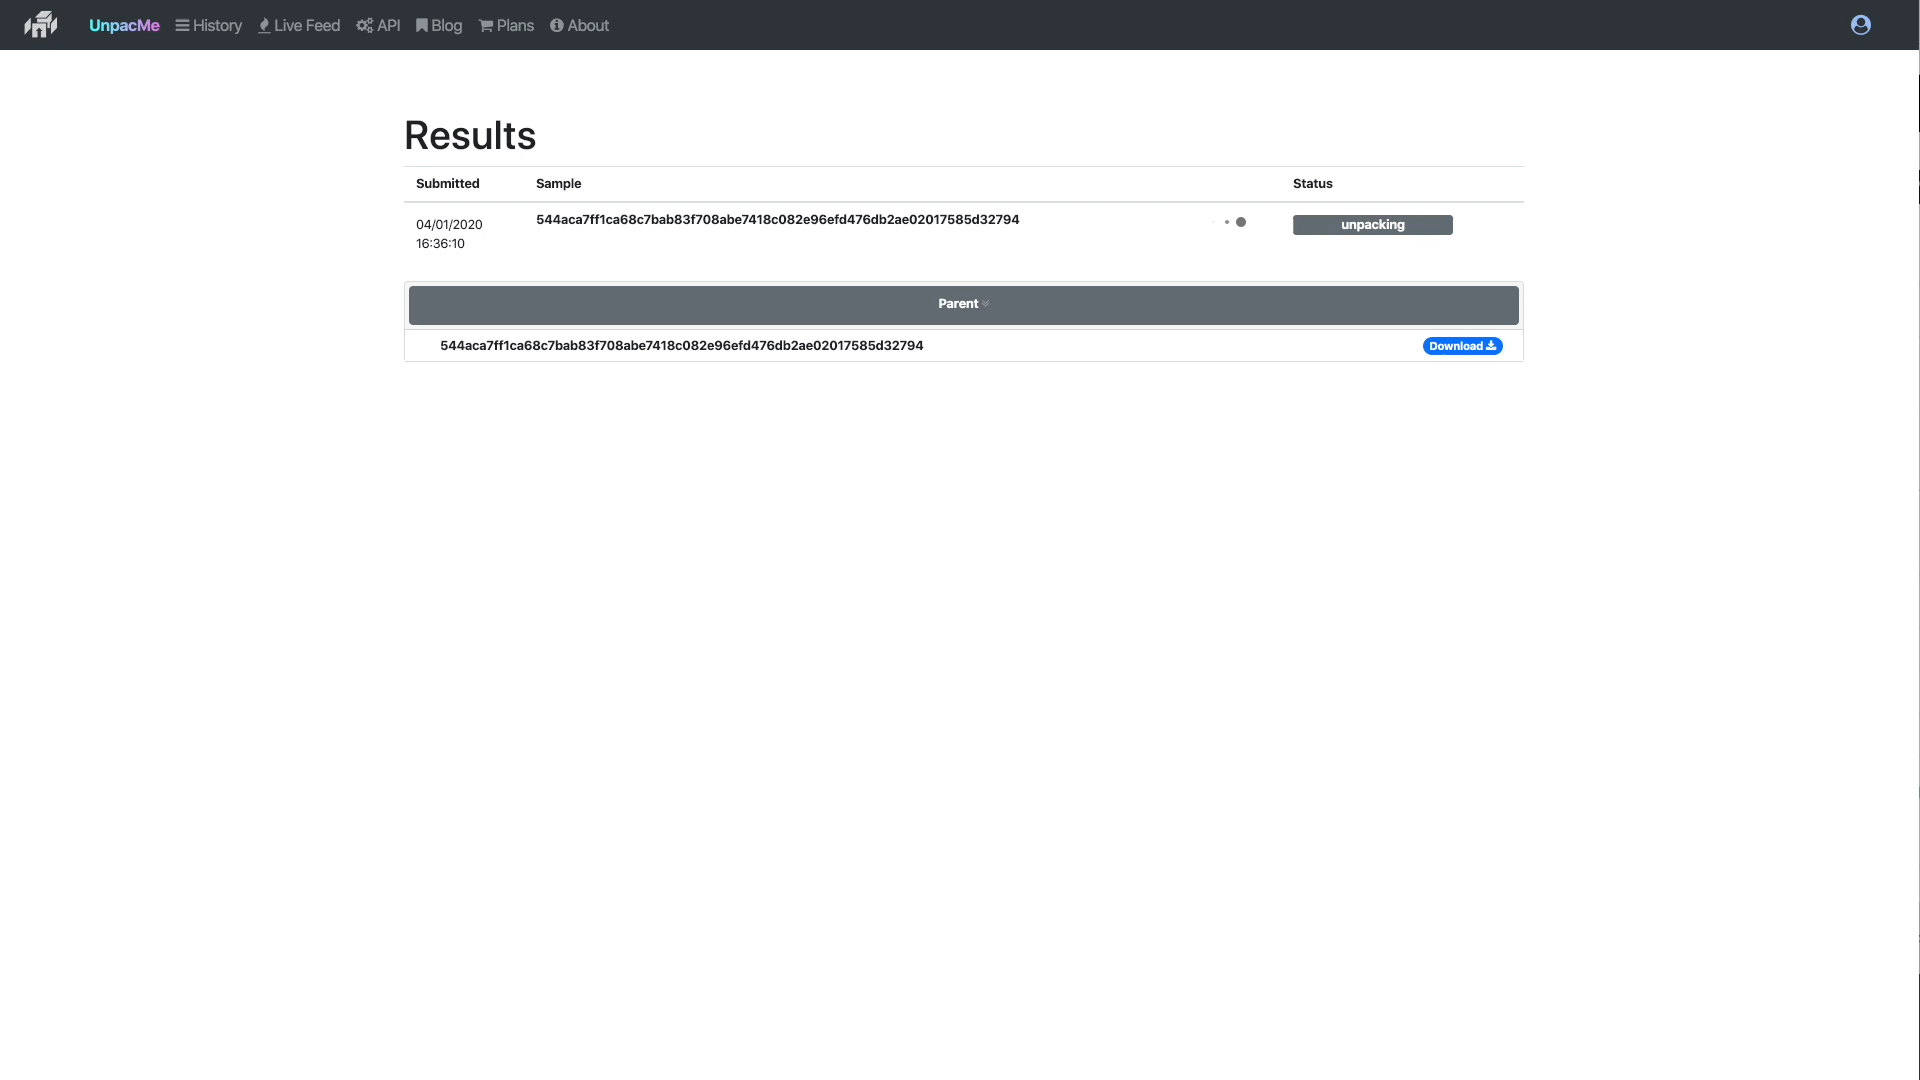 UnpacMe History Live Feed API Blog Plans About
Results
Submitted Sample Status
04/01/2020 544aca7ff1ca68c7bab83f708abe7418c082e96efd476db2ae02017585d32794 unpacking
16:36:10
Parent
544aca7ff1ca68c7bab83f708abe7418c082e96efd476db2ae02017585d32794 Download